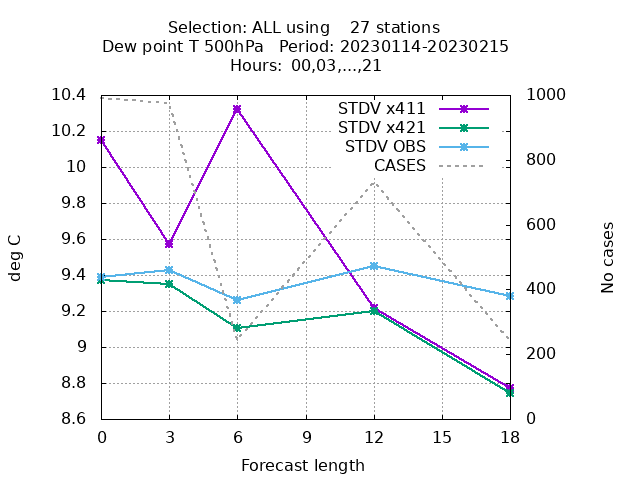 Selection: ALL using    27 stations
Dew point T 500hPa   Period: 20230114-20230215
Hours: 00,03,...,21
STDV x411
STDV x421
STDV OBS
CASES
10.4
10.2
10
9.8
9.6
9.4
9.2
9
8.8
8.6
1000
800
600
400
200
0
0 3 6 9 12 15 18
deg C
No cases
Forecast length